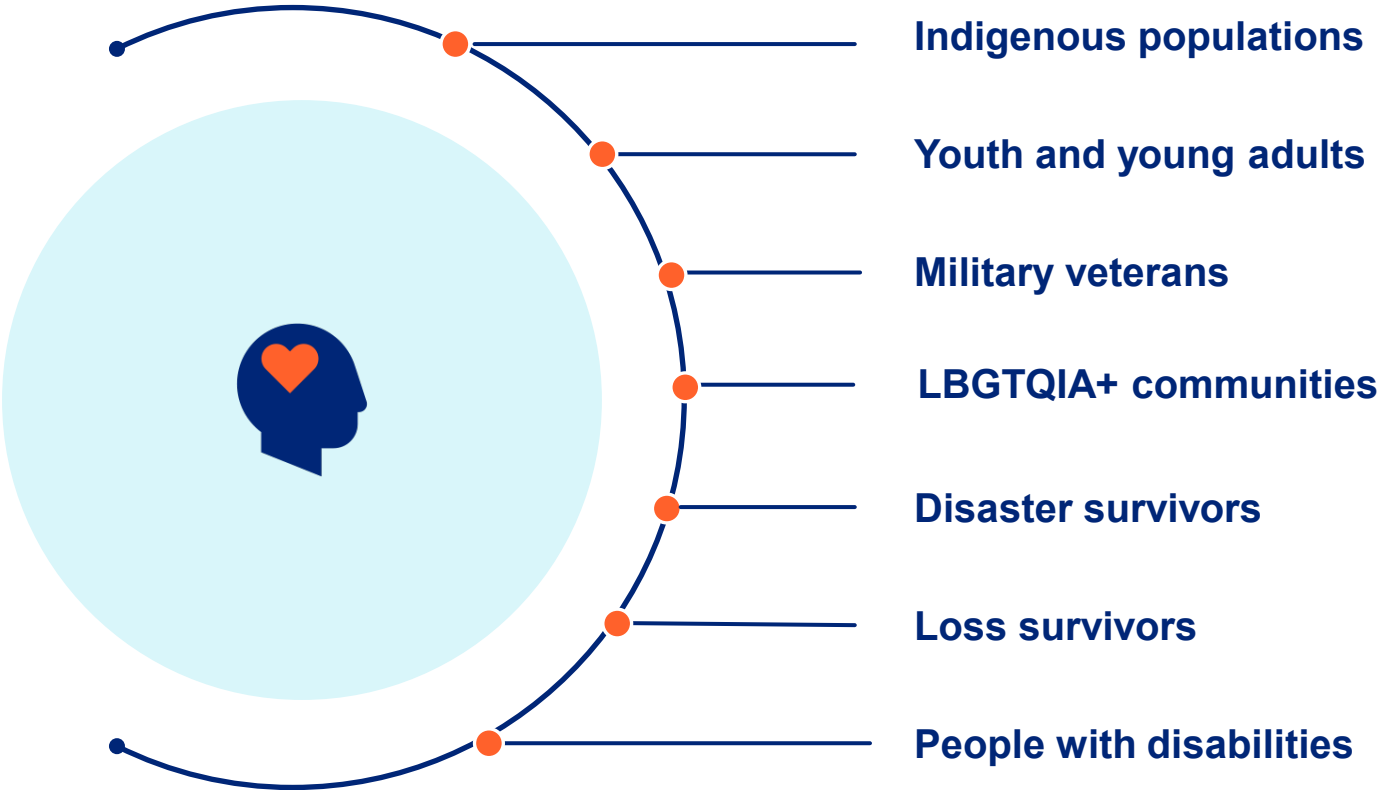 Indigenous populations
Youth and young adults
Military veterans
LBGTQIA+ communities
Disaster survivors
Loss survivors
People with disabilities